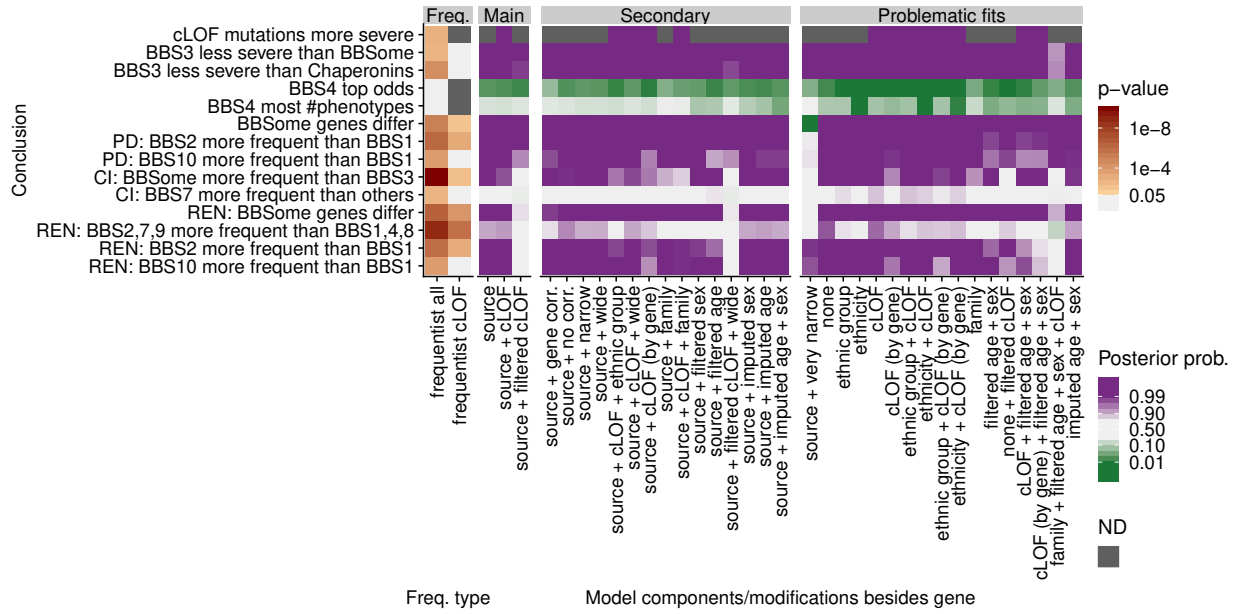 Freq.
Main
Secondary
Problematic fits
Conclusion
cLOF mutations more severe
BBS3 less severe than BBSome
BBS3 less severe than Chaperonins
BBS4 top odds
BBS4 most #phenotypes
BBSome genes differ
PD: BBS2 more frequent than BBS1
PD: BBS10 more frequent than BBS1
CI: BBSome more frequent than BBS3
CI: BBS7 more frequent than others
REN: BBSome genes differ
REN: BBS2,7,9 more frequent than BBS1,4,8
REN: BBS2 more frequent than BBS1
REN: BBS10 more frequent than BBS1
frequentist all
frequentist cLOF
source
source + cLOF
source + filtered cLOF
source + gene corr.
source + no corr.
source + narrow
source + wide
source + cLOF + ethnic group
source + cLOF + wide
source + cLOF (by gene)
source + family
source + cLOF + family
source + filtered sex
source + filtered age
source + filtered cLOF + wide
source + imputed sex
source + imputed age
source + imputed age + sex
source + very narrow
none
ethnic group
ethnicity
cLOF
cLOF (by gene)
ethnic group + cLOF
ethnicity + cLOF
ethnic group + cLOF (by gene)
ethnicity + cLOF (by gene)
family
filtered age + sex
none + filtered cLOF
cLOF + filtered age + sex
cLOF (by gene) + filtered age + sex
family + filtered age + sex + cLOF
imputed age + sex
Freq. type
Model components/modifications besides gene
p−value
1e−8
1e−4
0.05
Posterior prob.
0.99
0.90
0.50
0.10
0.01
ND